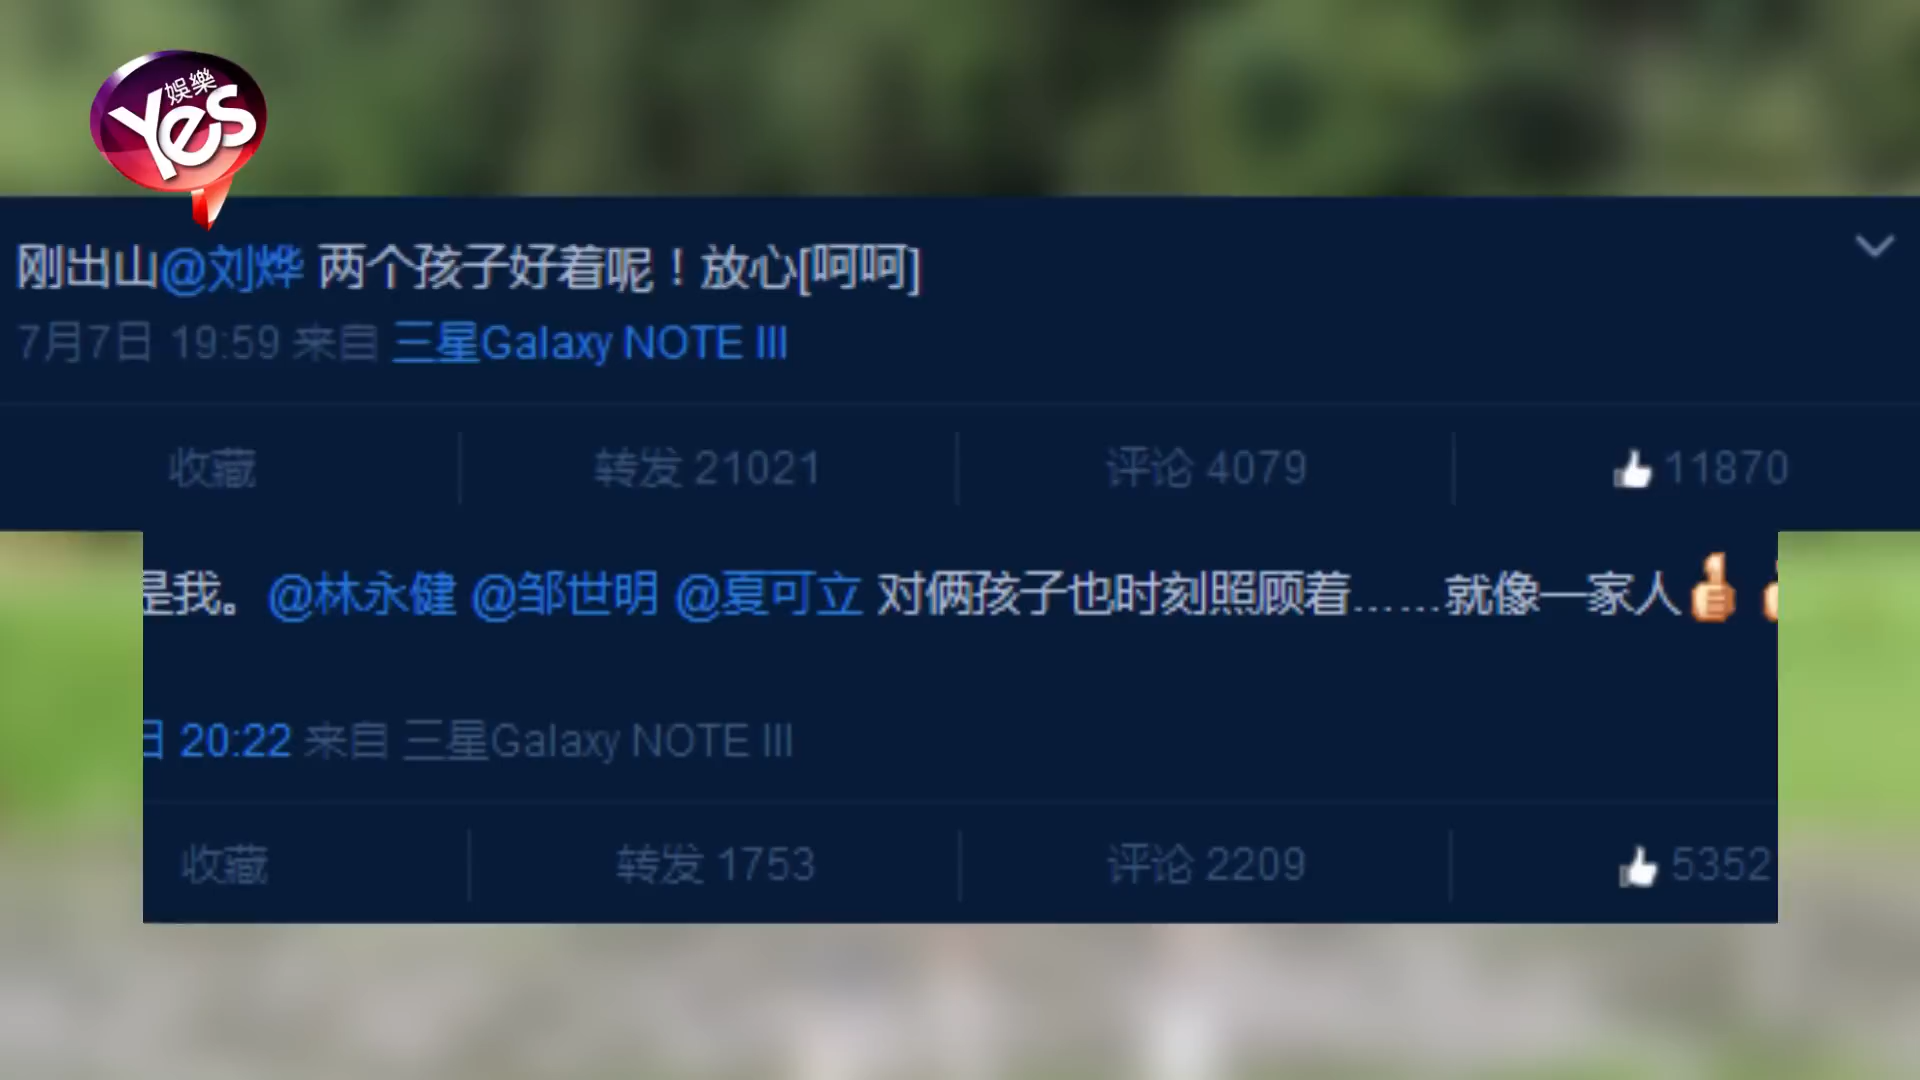 娛樂
Yes
刚出山@刘烨 两个孩子好着呢！放心[呵呵]
7月7日 19:59 来自 三星Galaxy NOTE III
收藏 转发 21021 评论 4079 11870
是我。 @林永健 @邹世明 @夏可立 对俩孩子也时刻照顾着……就像一家人
日 20:22 来自 三星Galaxy NOTE III
收藏 转发 1753 评论 2209 5352